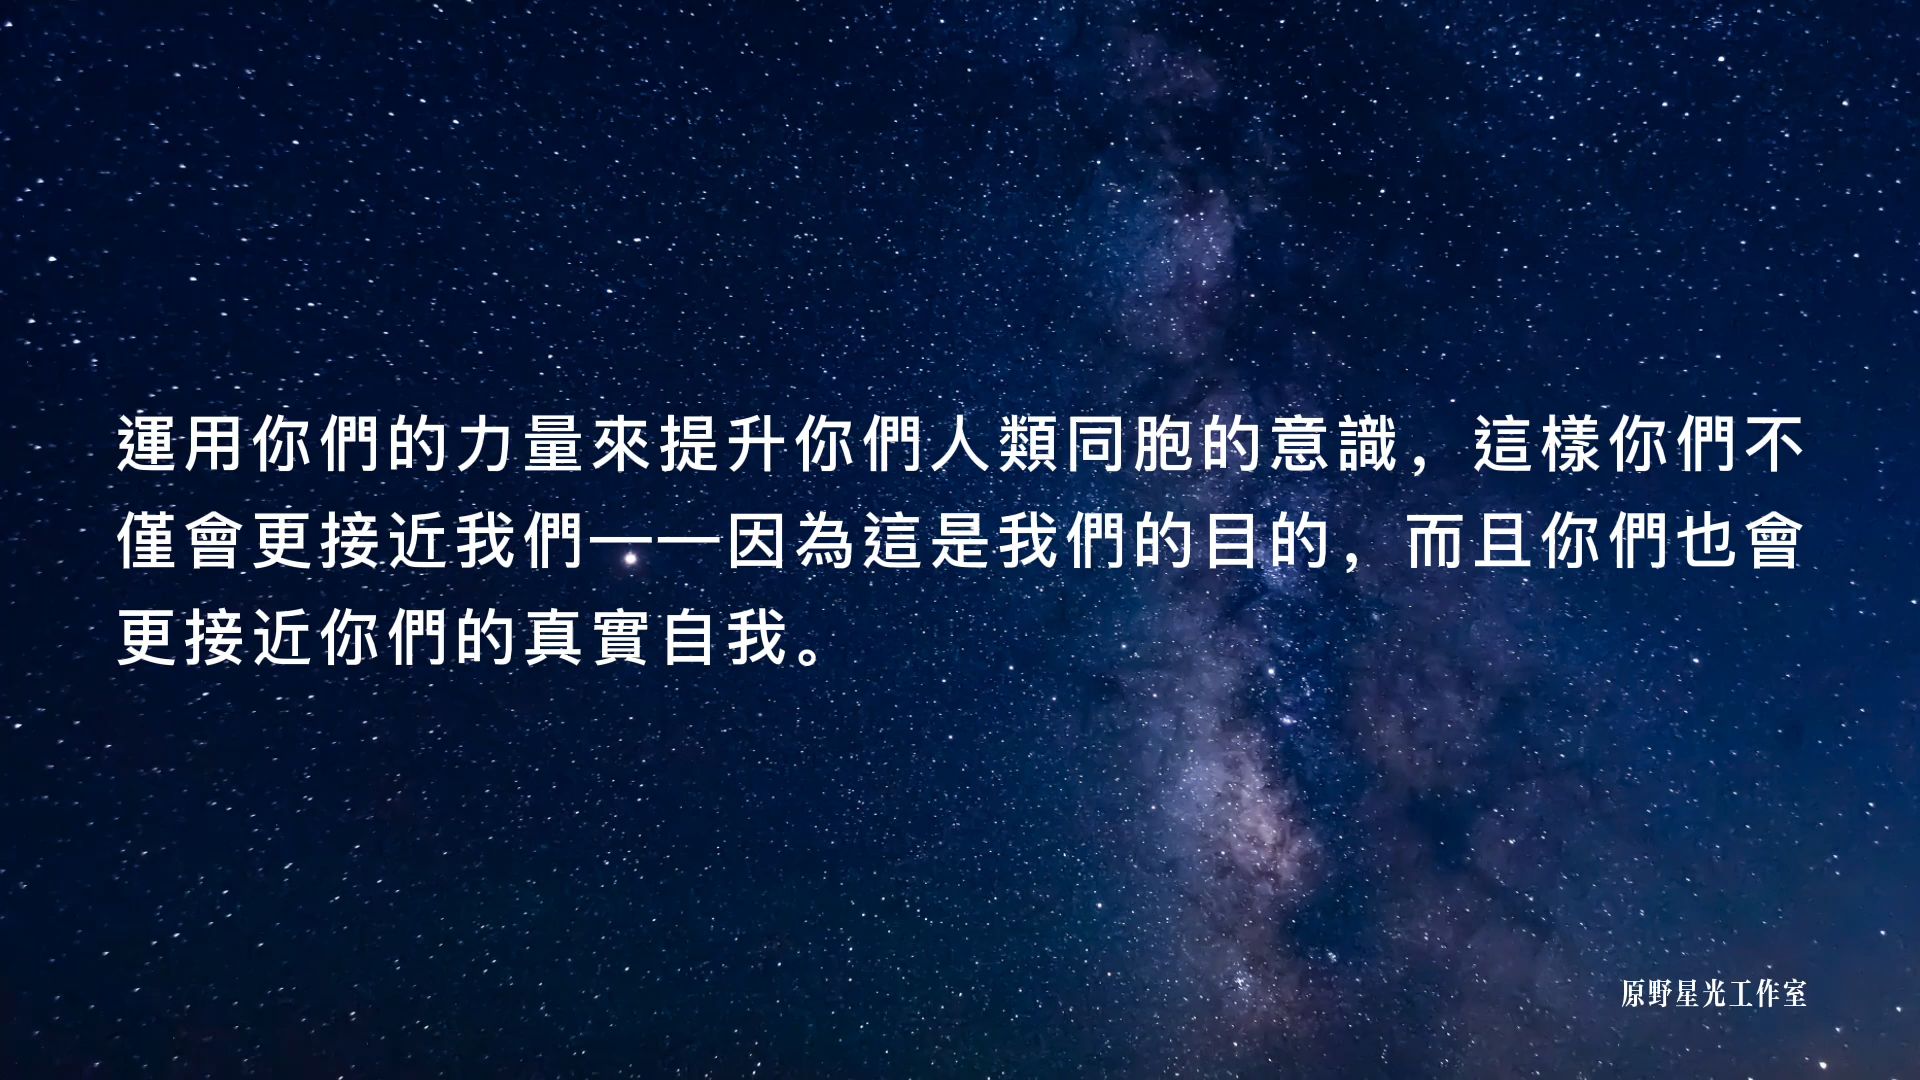 運用你們的力量來提升你們人類同胞的意識，這樣你們不
僅會更接近我們——因為這是我們的目的，而且你們也會
更接近你們的真實自我。
原野星光工作室